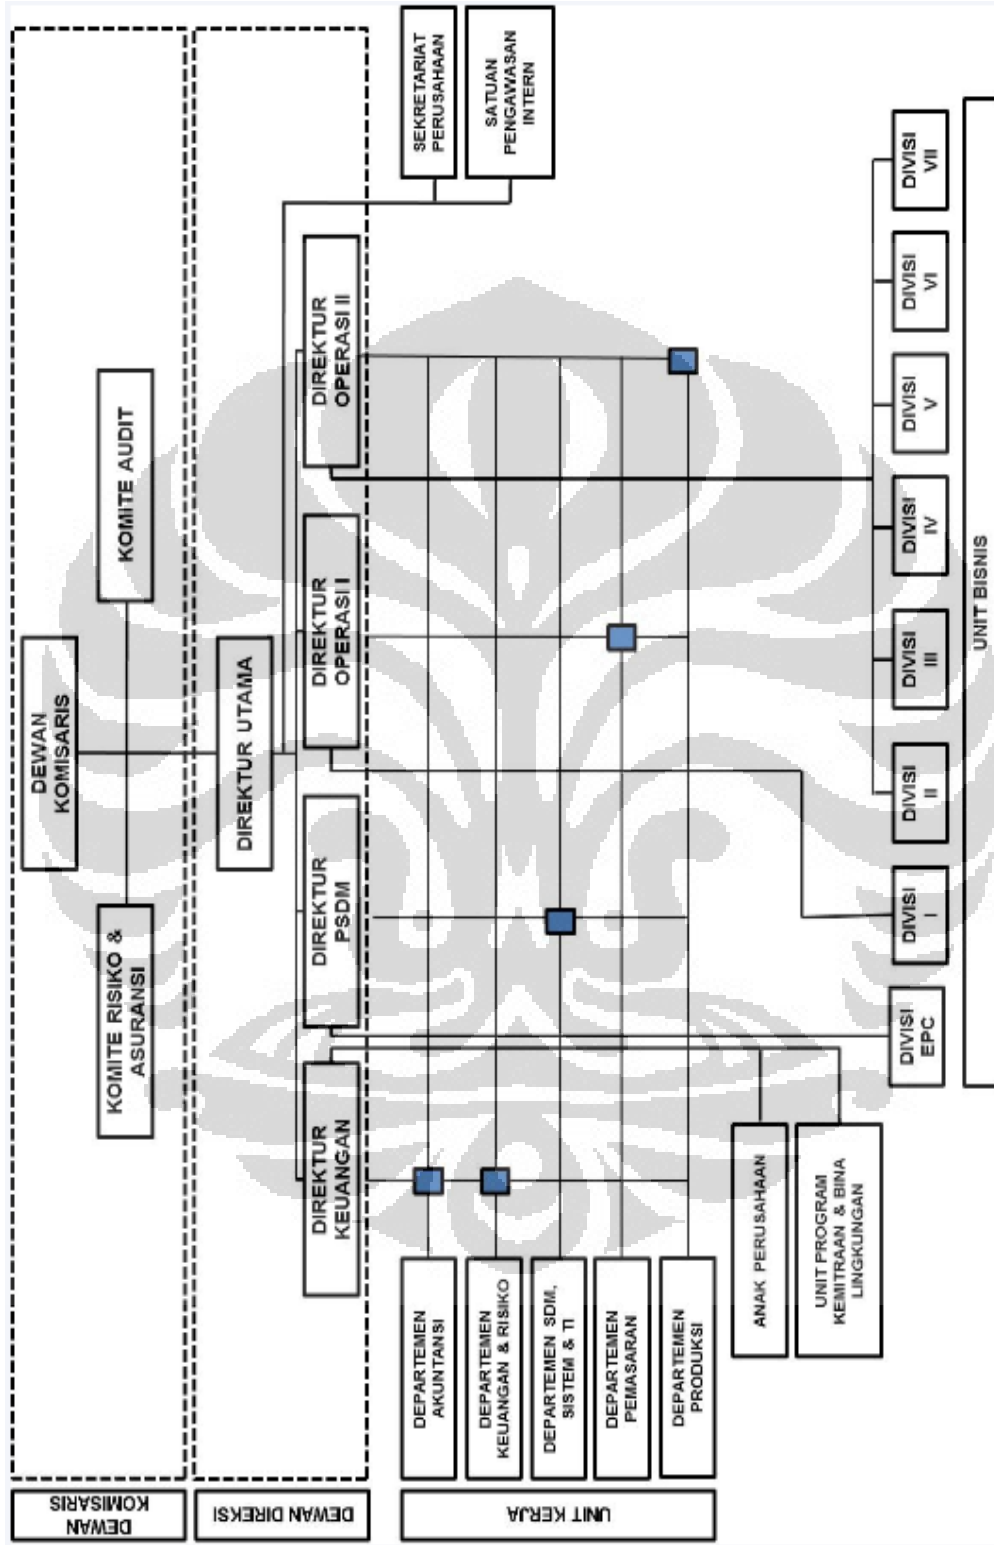 DEWAN
KOMISARIS
DEWAN
KOMISARIS
KOMITE RISIKO &
ASURANSI
KOMITE AUDIT
DEWAN DIREKSI
DIREKTUR UTAMA
DIREKTUR
KEUANGAN
DIREKTUR
PSDM
DIREKTUR
OPERASI I
DIREKTUR
OPERASI II
SEKRETARIAT
PERUSAHAAN
SATUAN
PENGAWASAN
INTERN
UNIT KERJA
DEPARTEMEN
AKUNTANSI
DEPARTEMEN
KEUANGAN & RISIKO
DEPARTEMEN SDM,
SISTEM & TI
DEPARTEMEN
PEMASARAN
DEPARTEMEN
PRODUKSI
ANAK PERUSAHAAN
UNIT PROGRAM
KEMITRAAN & BINA
LINGKUNGAN
DIVISI
EPC
DIVISI
I
DIVISI
II
DIVISI
III
DIVISI
IV
DIVISI
V
DIVISI
VI
DIVISI
VII
UNIT BISNIS